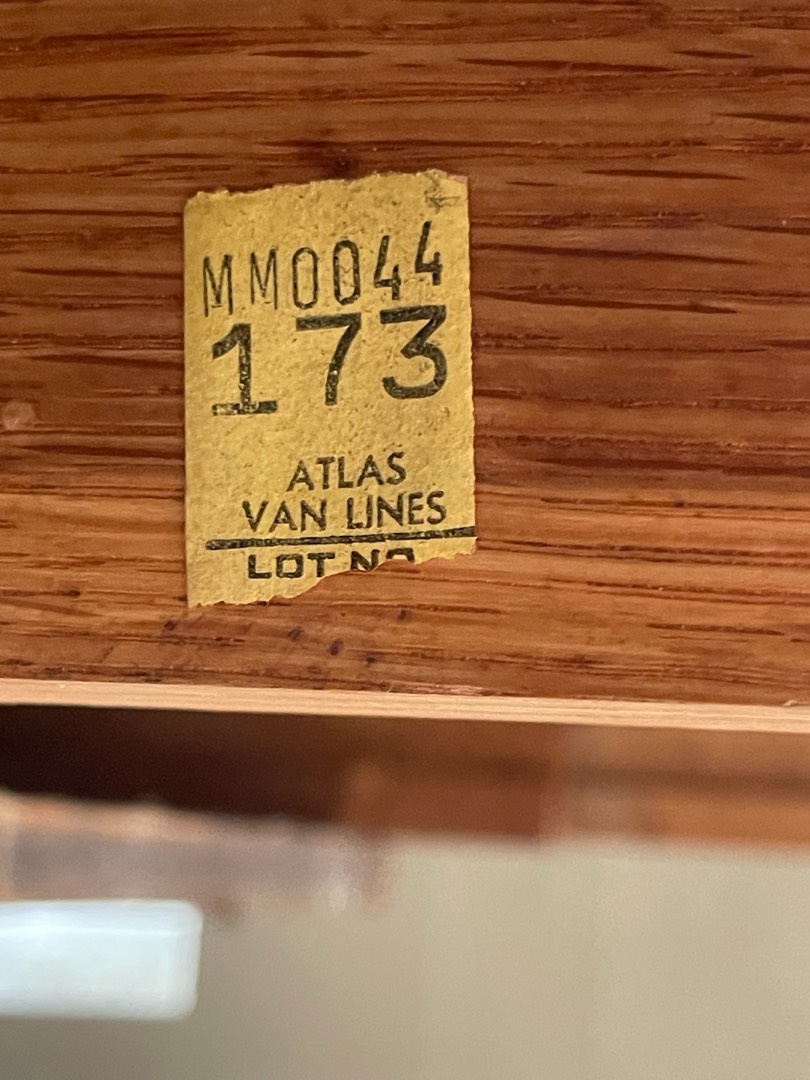 MM0044
173
ATLAS
VAN LINES
LOT NO